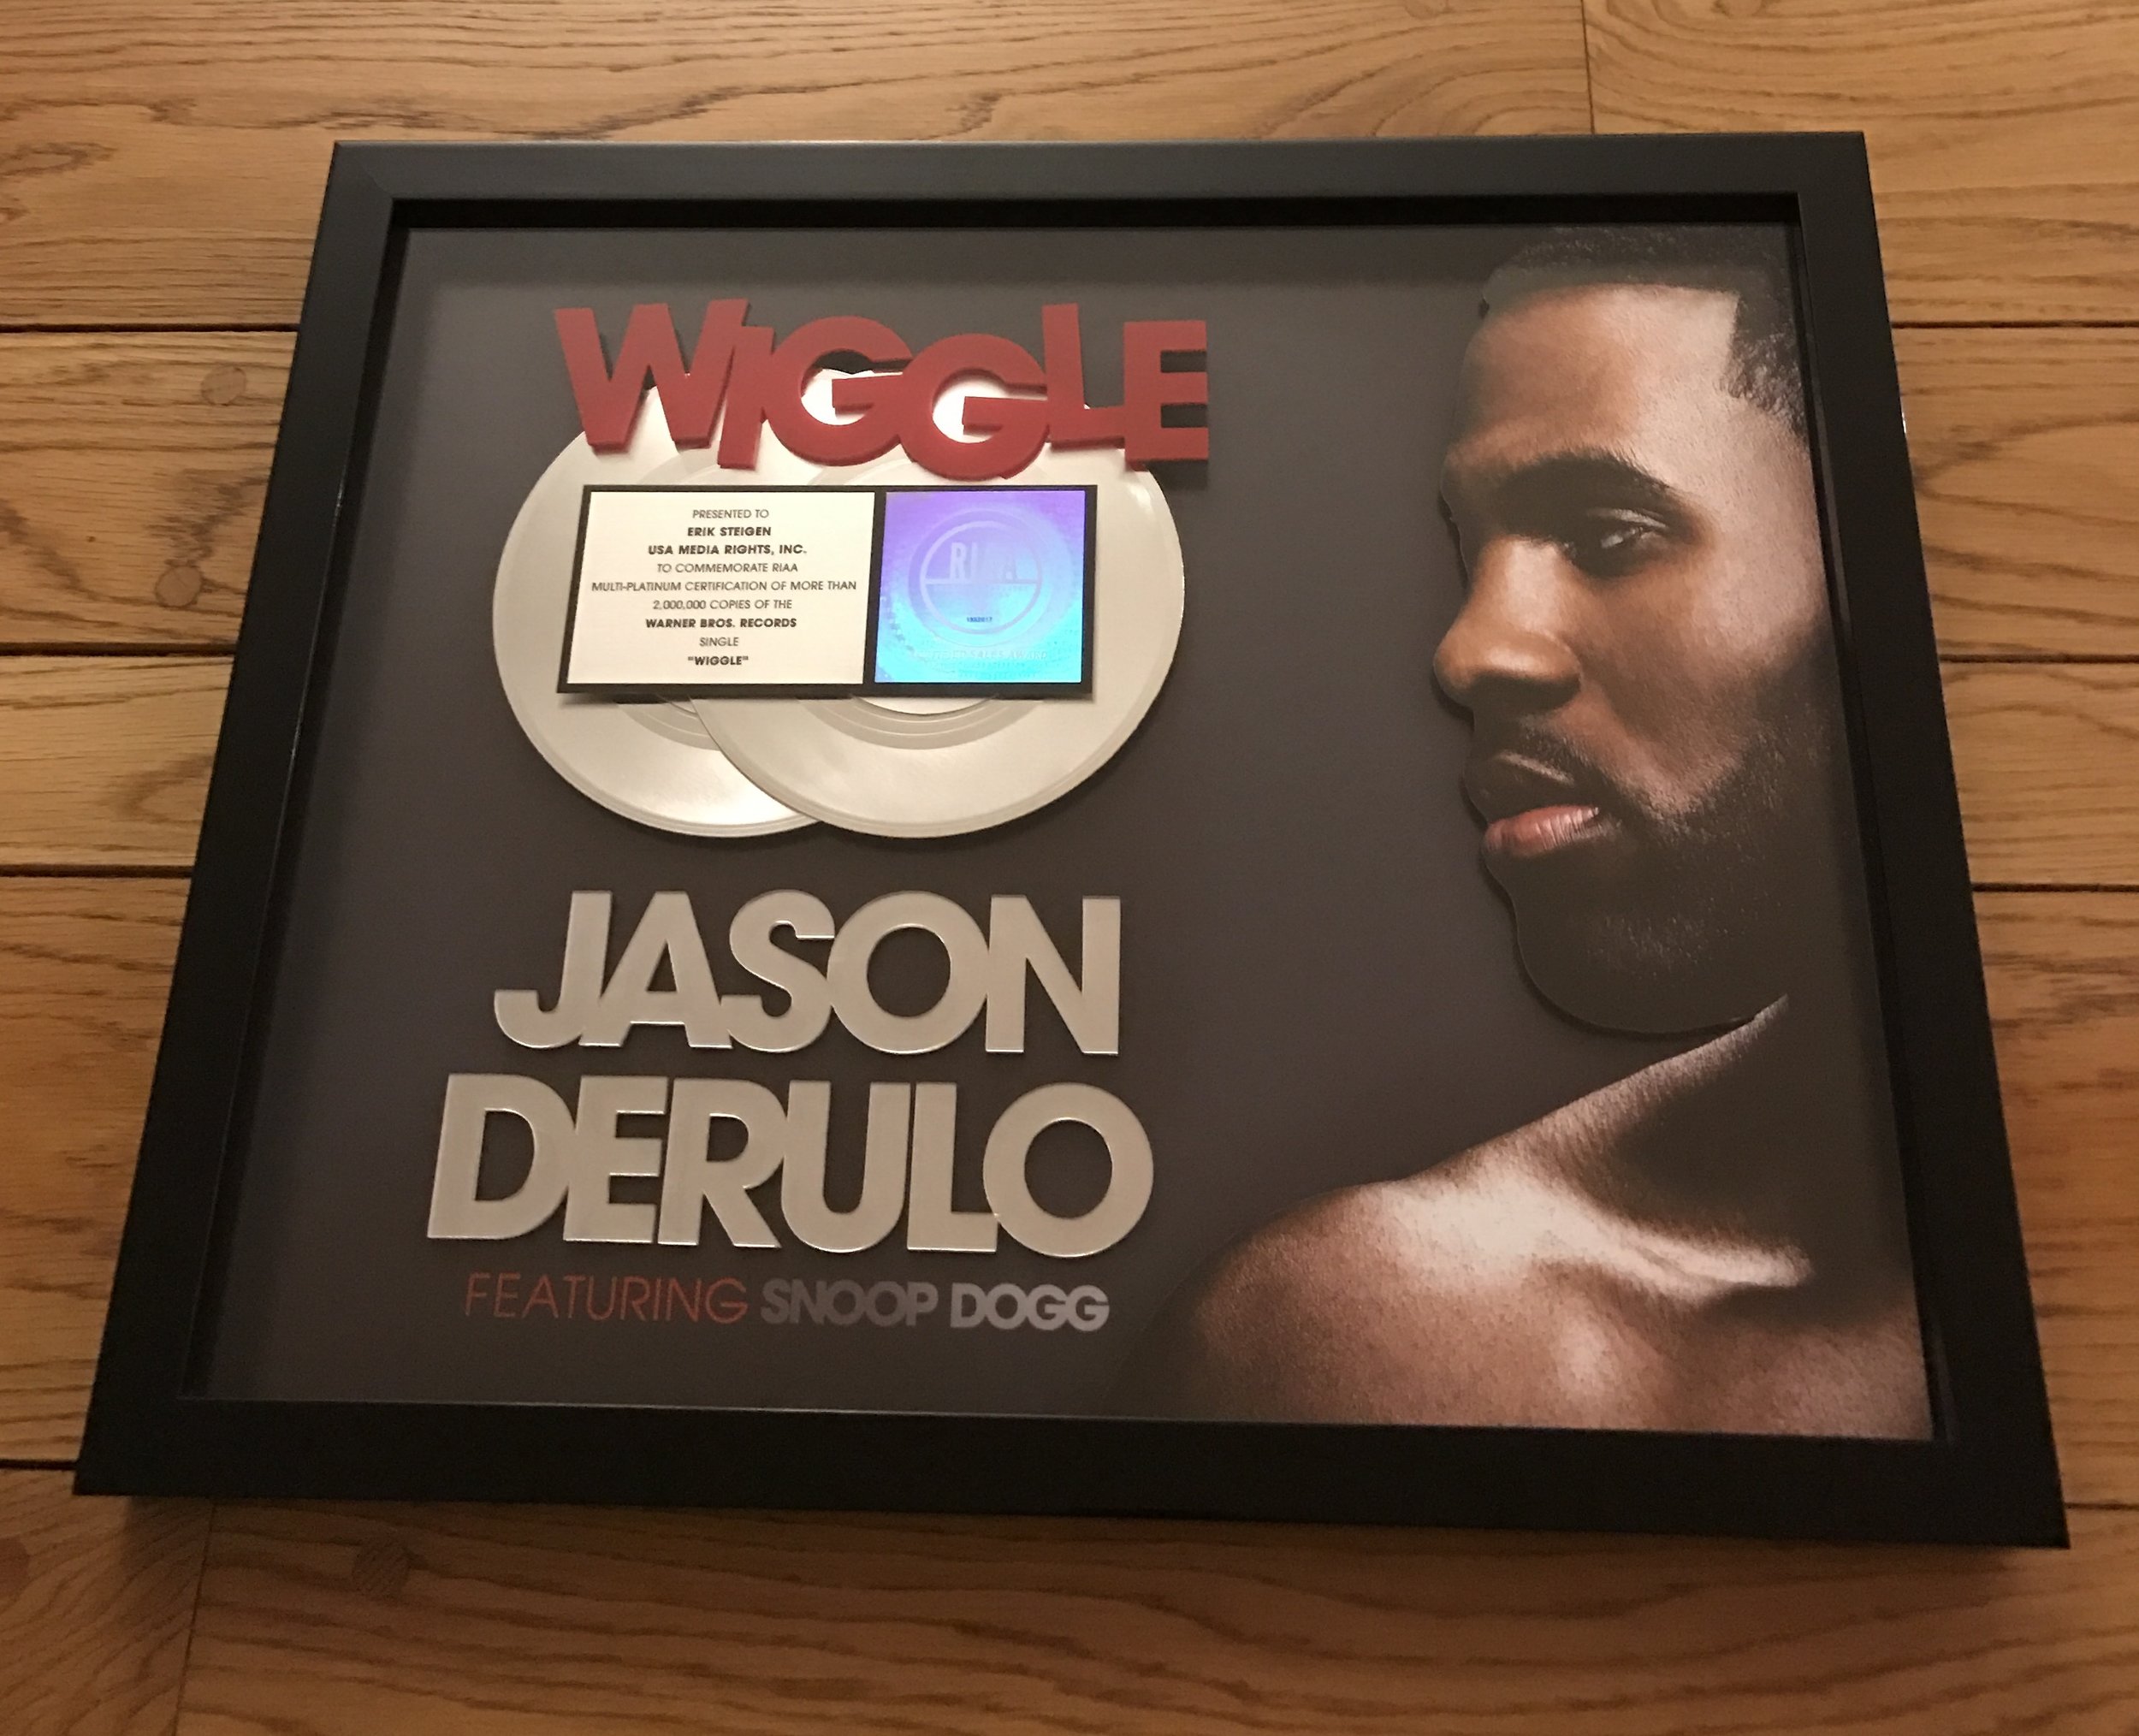 WIGGLE
PRESENTED TO
ERIK STEIGEN
USA MEDIA RIGHTS, INC.
TO COMMEMORATE RIAA
MULTI-PLATINUM CERTIFICATION OF MORE THAN
2,000,000 COPIES OF THE
WARNER BROS. RECORDS
SINGLE
"WIGGLE"
RIAA
JASON
DERULO
FEATURING SNOOP DOGG